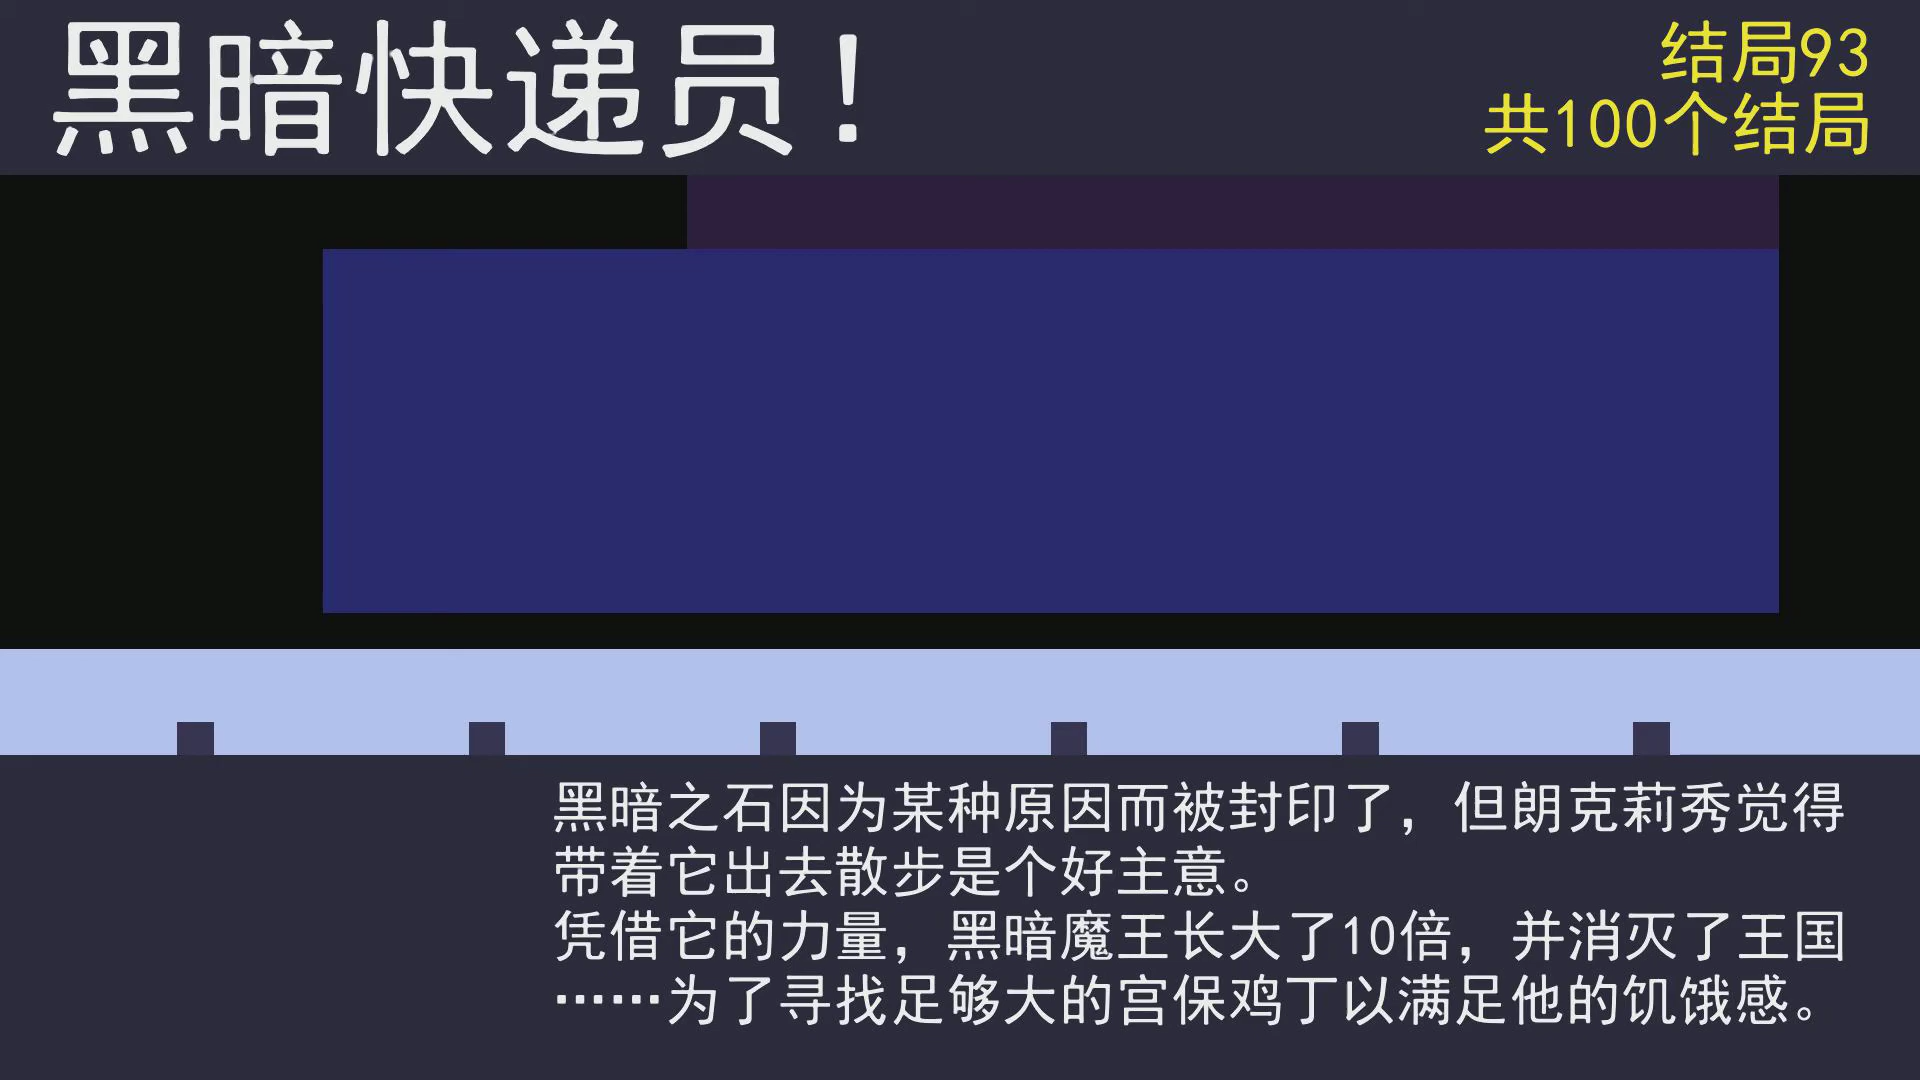 黑暗快递员！
结局93
共100个结局
黑暗之石因为某种原因而被封印了，但朗克莉秀觉得
带着它出去散步是个好主意。
凭借它的力量，黑暗魔王长大了10倍，并消灭了王国
……为了寻找足够大的宫保鸡丁以满足他的饥饿感。